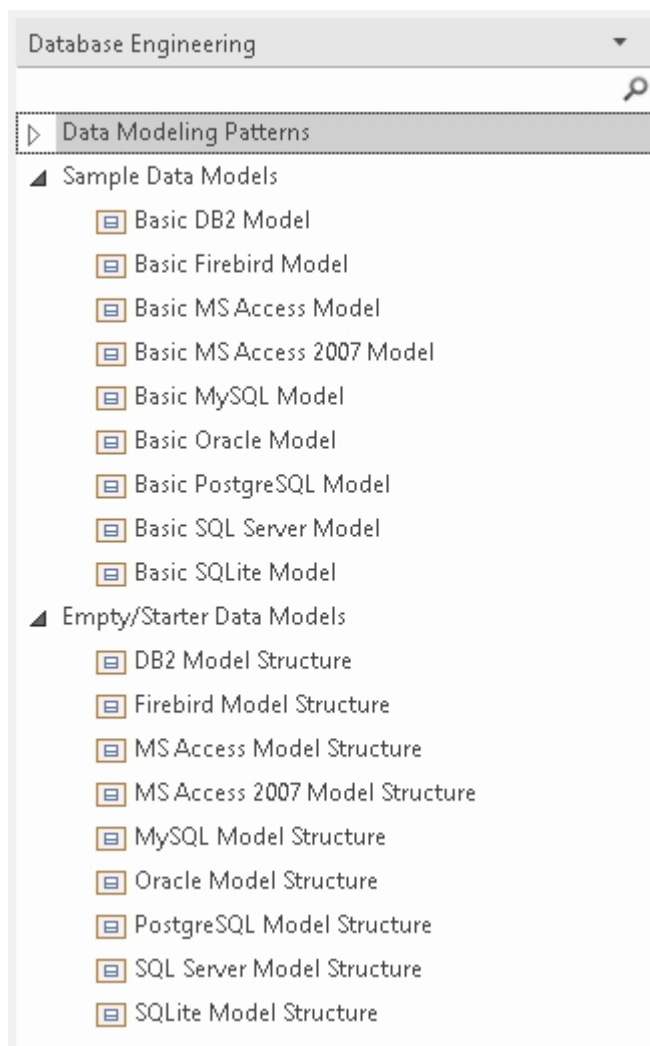 Database Engineering
Data Modeling Patterns
Sample Data Models
Basic DB2 Model
Basic Firebird Model
Basic MS Access Model
Basic MS Access 2007 Model
Basic MySQL Model
Basic Oracle Model
Basic PostgreSQL Model
Basic SQL Server Model
Basic SQLite Model
Empty/Starter Data Models
DB2 Model Structure
Firebird Model Structure
MS Access Model Structure
MS Access 2007 Model Structure
MySQL Model Structure
Oracle Model Structure
PostgreSQL Model Structure
SQL Server Model Structure
SQLite Model Structure